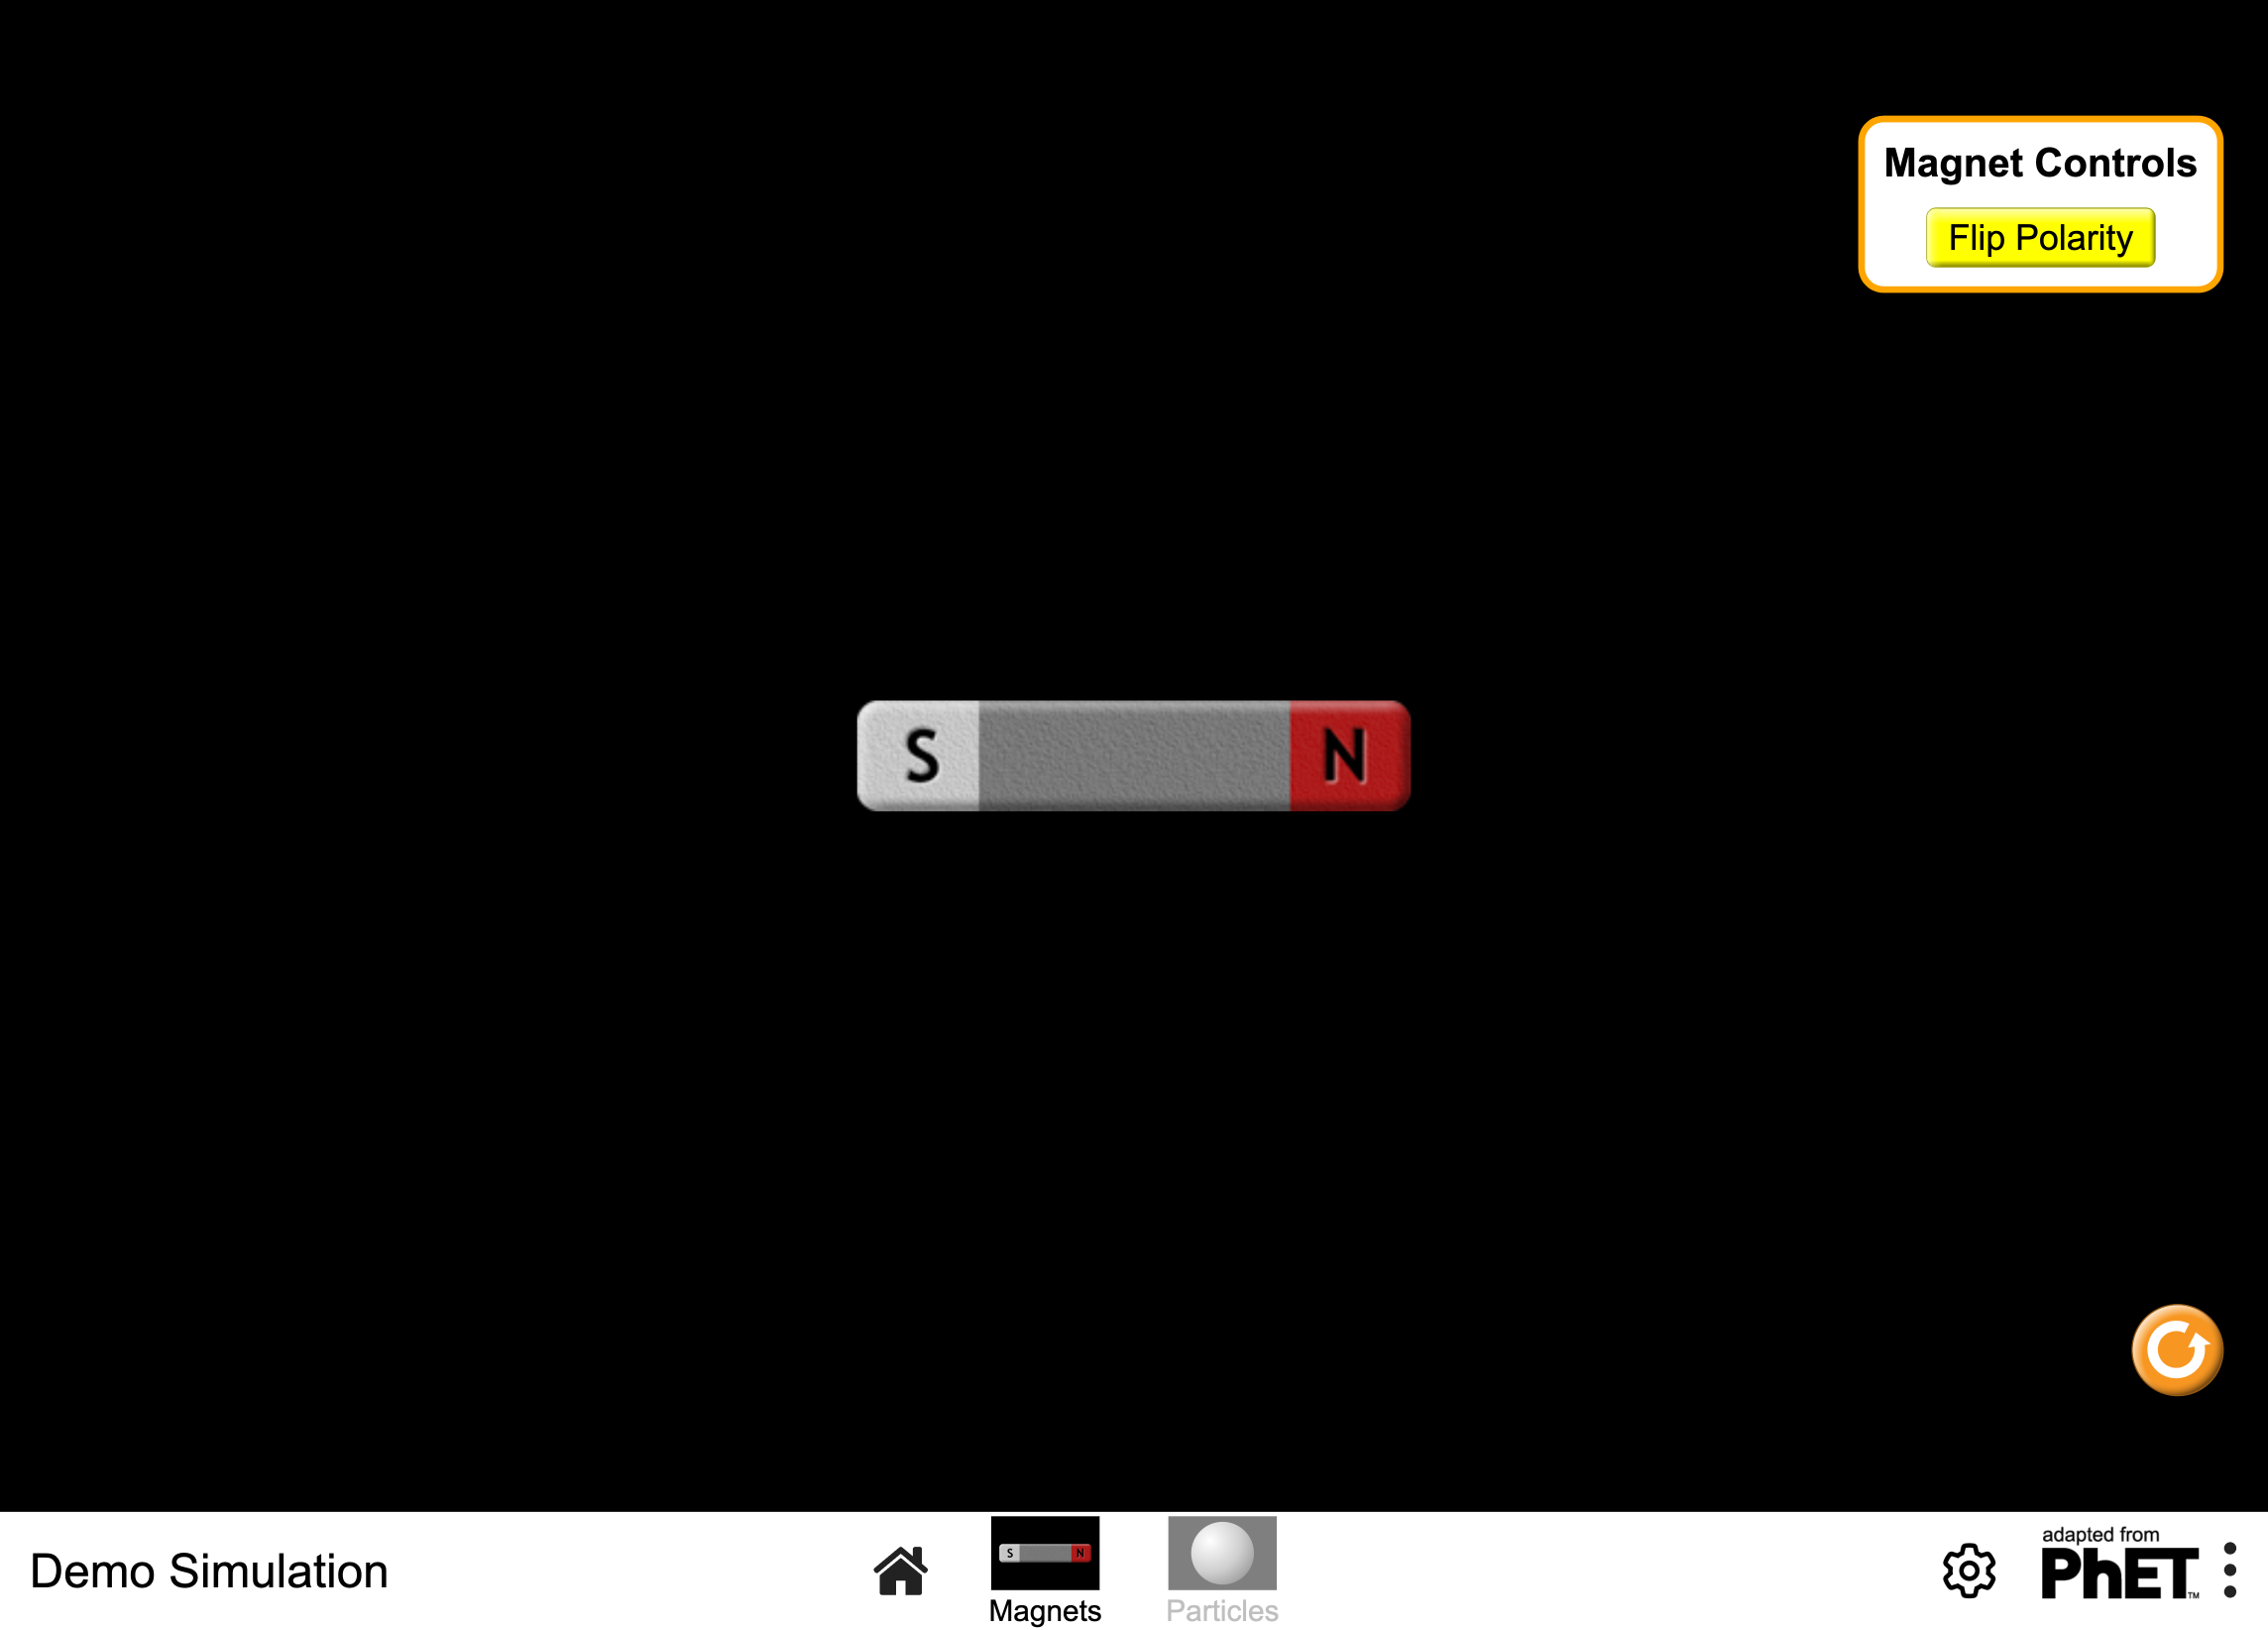 Magnet Controls
Flip Polarity
S N
Demo Simulation
S N
Magnets
Particles
adapted from
PhET™